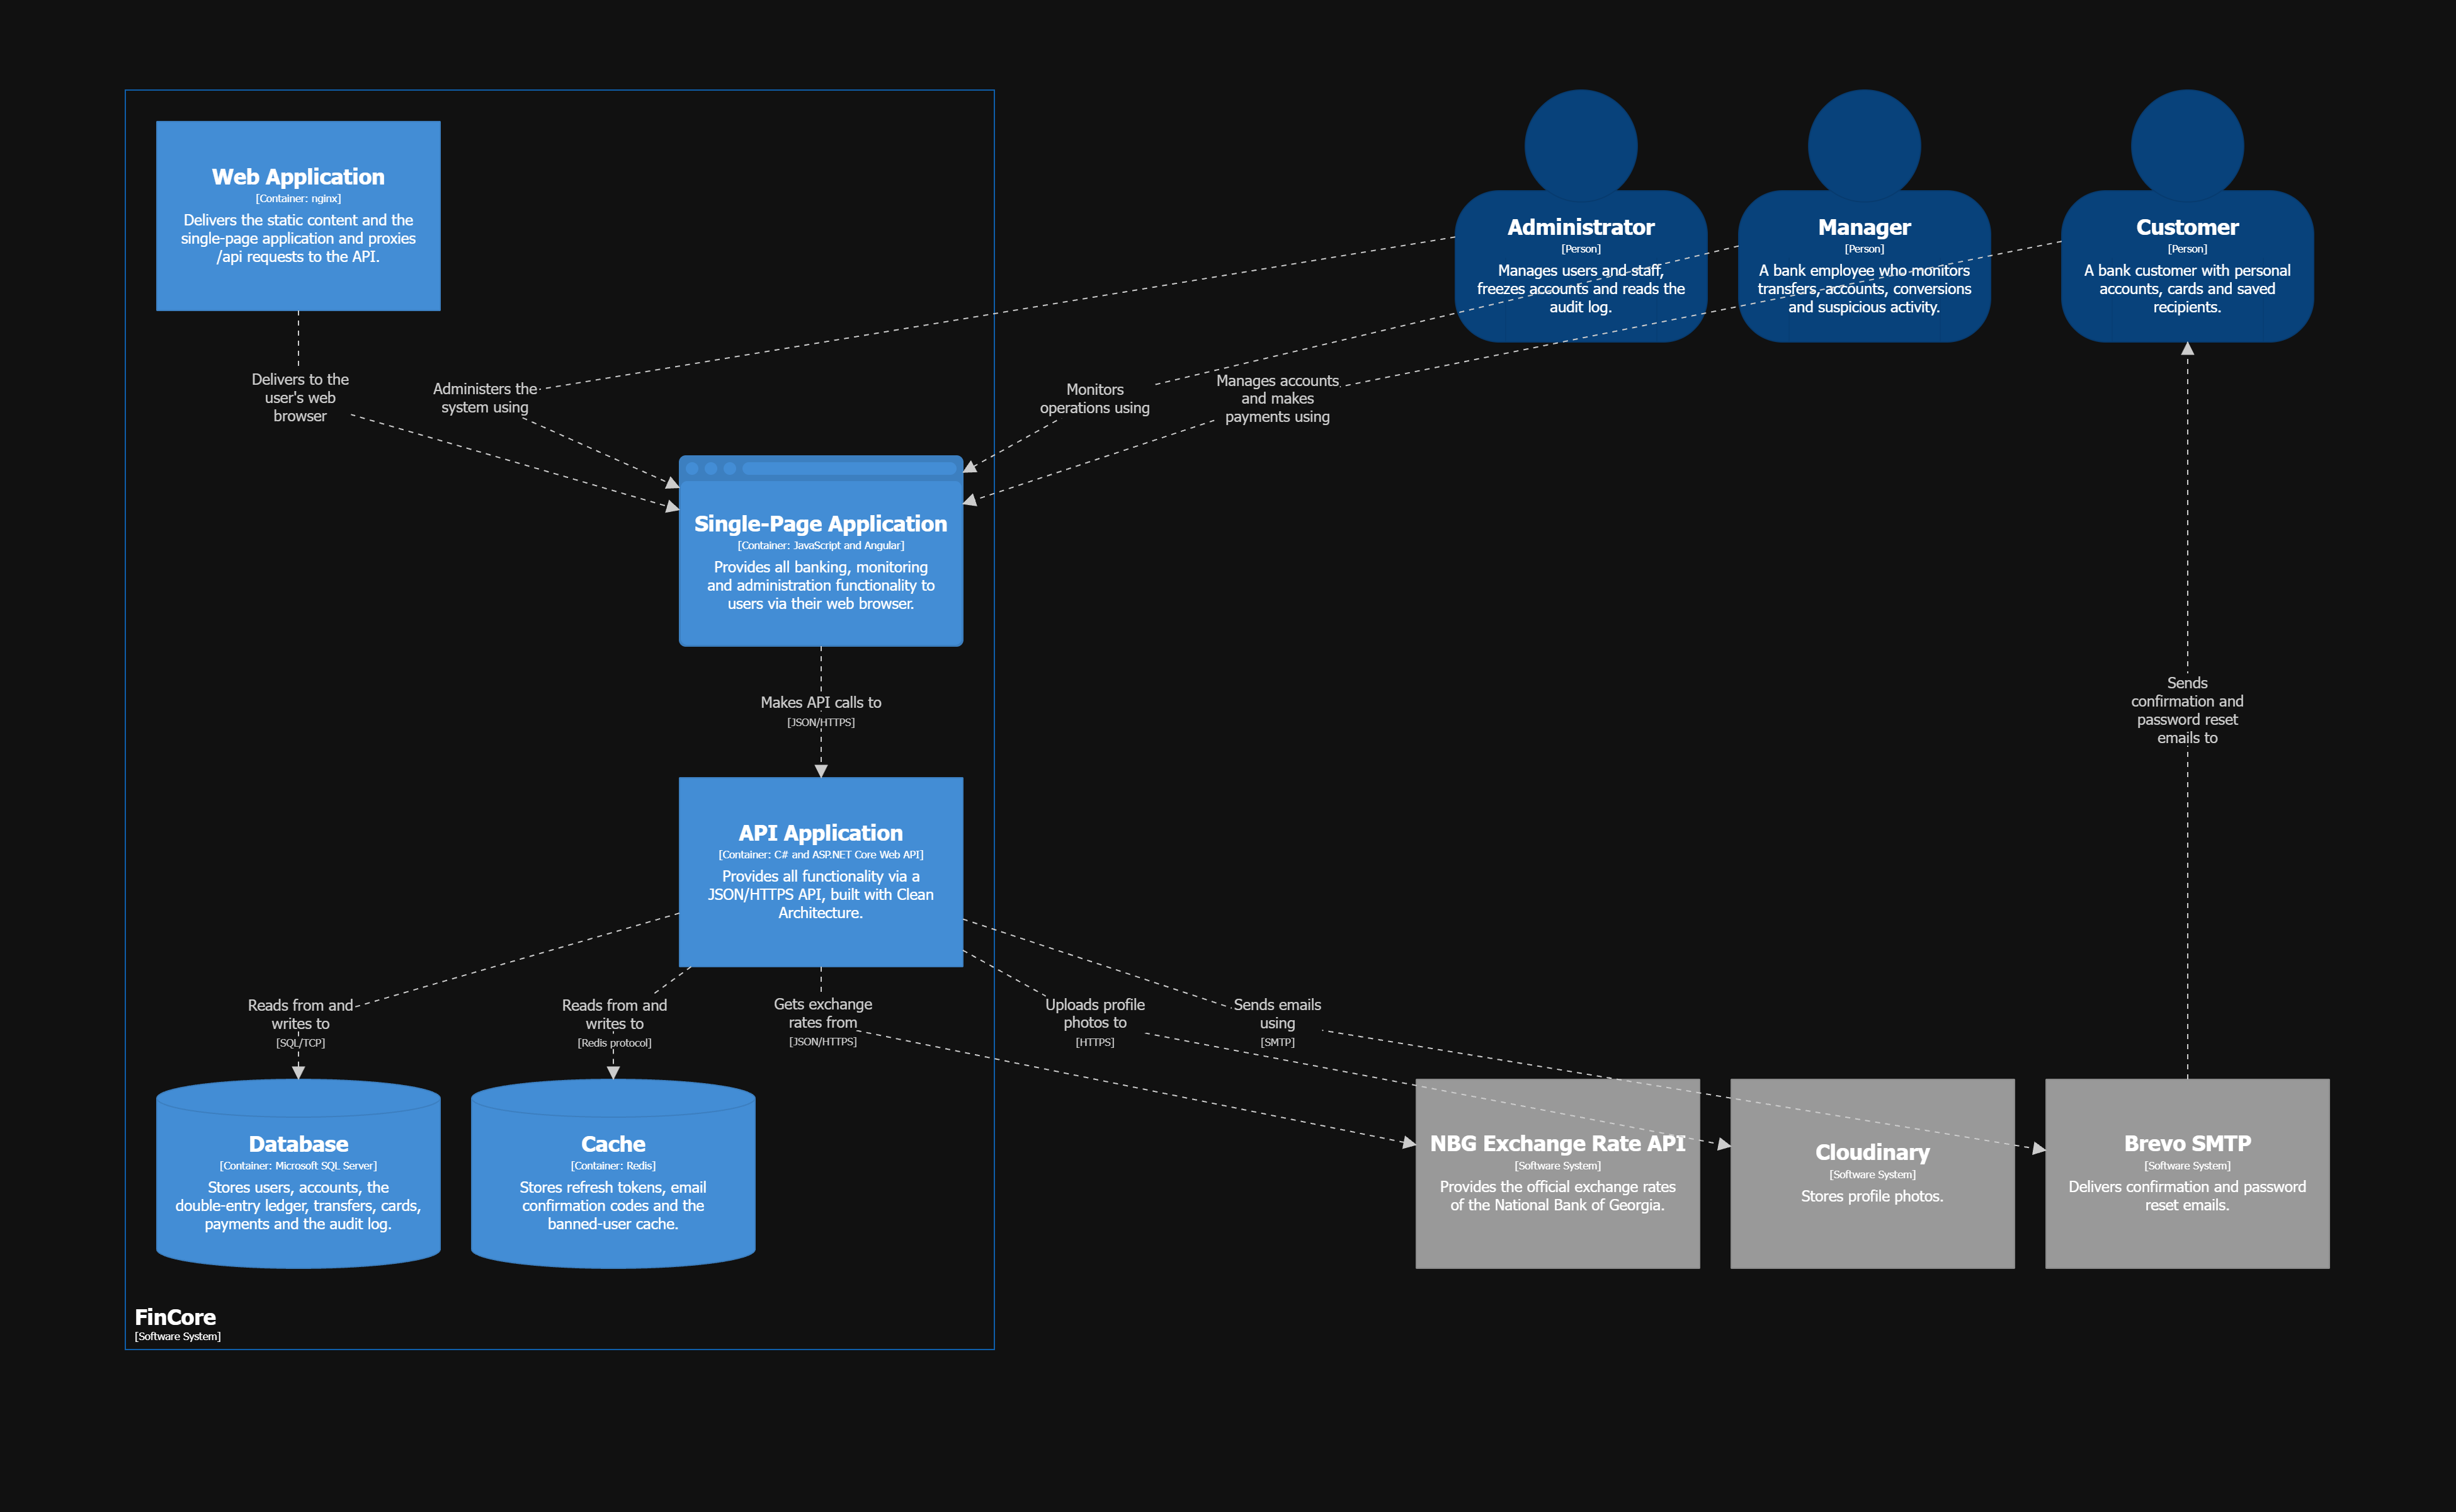 Web Application
[Container: nginx]
Delivers the static content and the
single-page application and proxies
/api requests to the API.
Administrator
[Person]
Manages users and staff,
freezes accounts and reads the
audit log.
Manager
[Person]
A bank employee who monitors
transfers, accounts, conversions
and suspicious activity.
Customer
[Person]
A bank customer with personal
accounts, cards and saved
recipients.
Delivers to the
user's web
browser
Administers the
system using
Monitors
operations using
Manages accounts
and makes
payments using
Single-Page Application
[Container: JavaScript and Angular]
Provides all banking, monitoring
and administration functionality to
users via their web browser.
Makes API calls to
[JSON/HTTPS]
Sends
confirmation and
password reset
emails to
API Application
[Container: C# and ASP.NET Core Web API]
Provides all functionality via a
JSON/HTTPS API, built with Clean
Architecture.
Reads from and
writes to
[SQL/TCP]
Reads from and
writes to
[Redis protocol]
Gets exchange
rates from
[JSON/HTTPS]
Uploads profile
photos to
[HTTPS]
Sends emails
using
[SMTP]
Database
[Container: Microsoft SQL Server]
Stores users, accounts, the
double-entry ledger, transfers, cards,
payments and the audit log.
Cache
[Container: Redis]
Stores refresh tokens, email
confirmation codes and the
banned-user cache.
NBG Exchange Rate API
[Software System]
Provides the official exchange rates
of the National Bank of Georgia.
Cloudinary
[Software System]
Stores profile photos.
Brevo SMTP
[Software System]
Delivers confirmation and password
reset emails.
FinCore
[Software System]